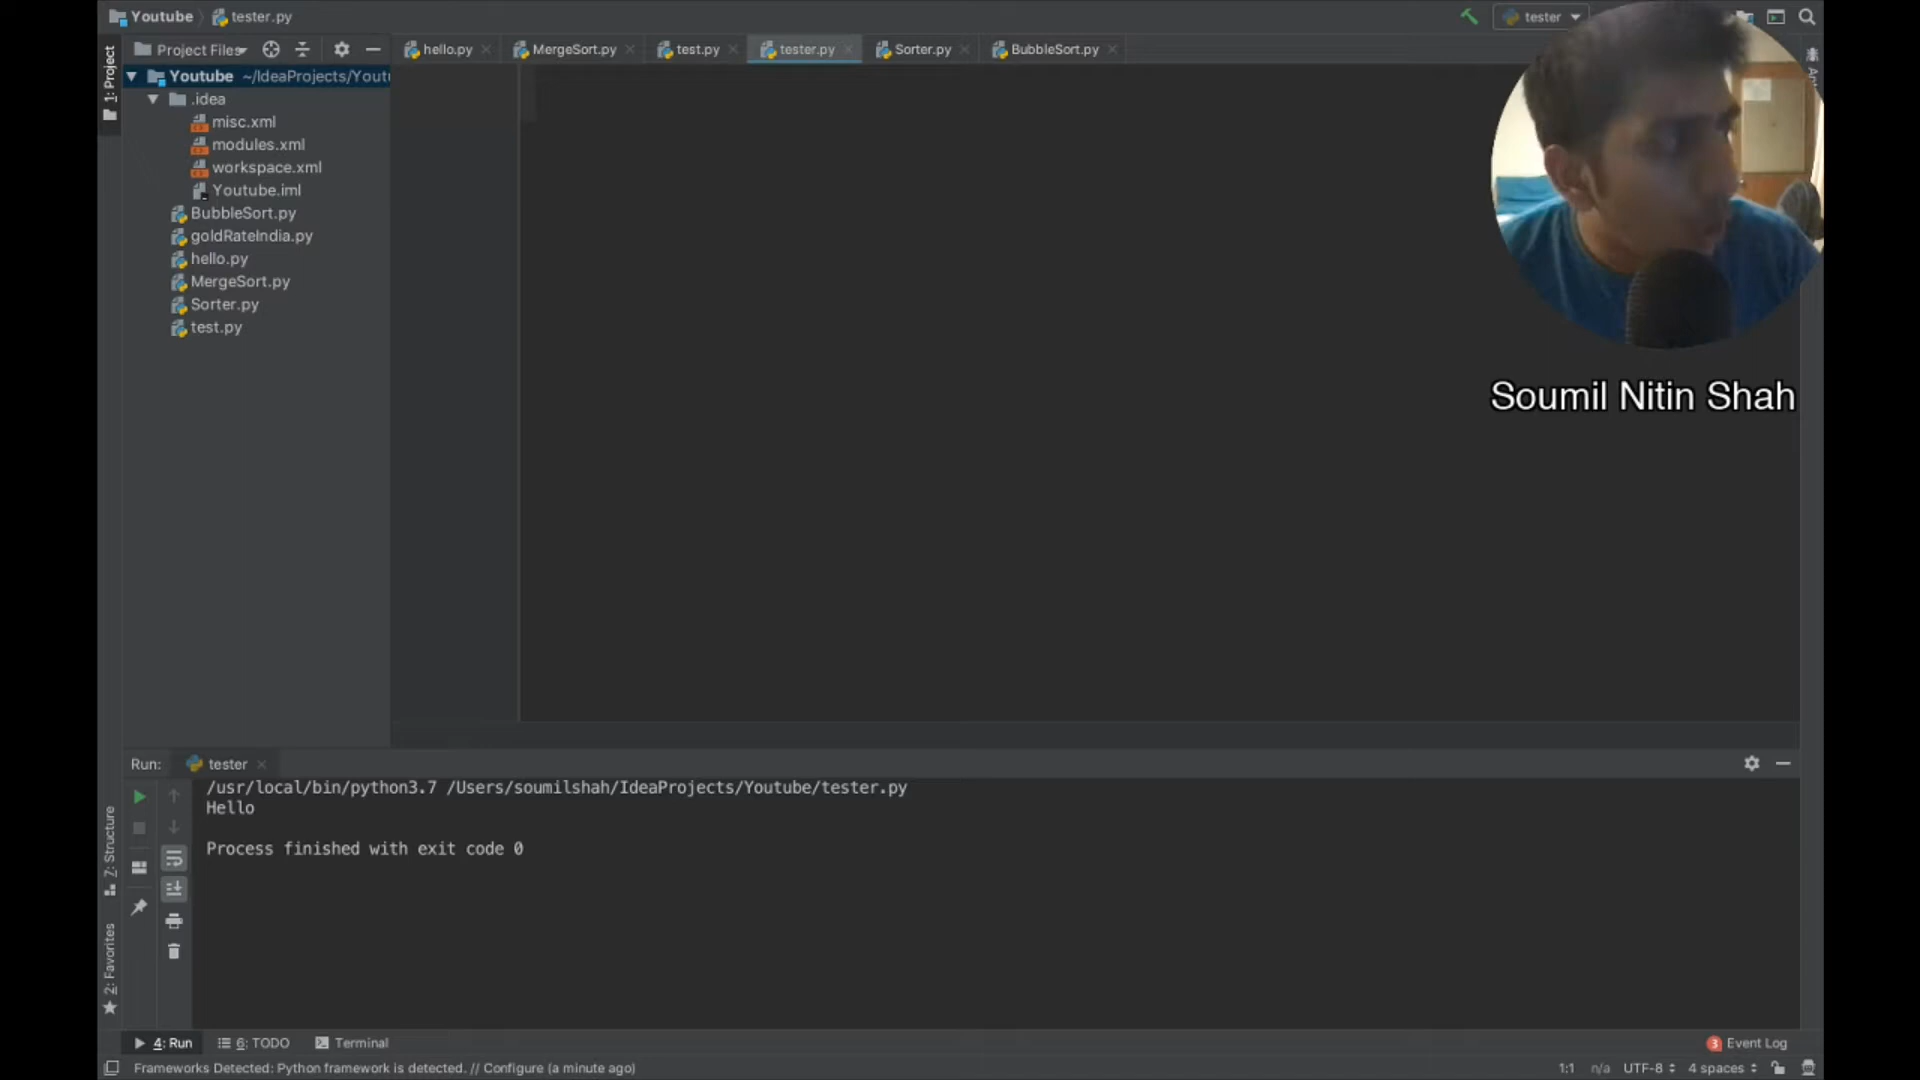 Youtube tester.py
tester
1: Project
Project Files
hello.py MergeSort.py test.py tester.py Sorter.py BubbleSort.py
Youtube ~/IdeaProjects/Youtu
.idea
misc.xml
modules.xml
workspace.xml
Youtube.iml
BubbleSort.py
goldRateIndia.py
hello.py
MergeSort.py
Sorter.py
test.py
Ant
Soumil Nitin Shah
Run: tester
/usr/local/bin/python3.7 /Users/soumilshah/IdeaProjects/Youtube/tester.py
Hello
Process finished with exit code 0
Z: Structure
2: Favorites
4: Run 6: TODO Terminal
3 Event Log
Frameworks Detected: Python framework is detected. // Configure (a minute ago)
1:1 n/a UTF-8 4 spaces